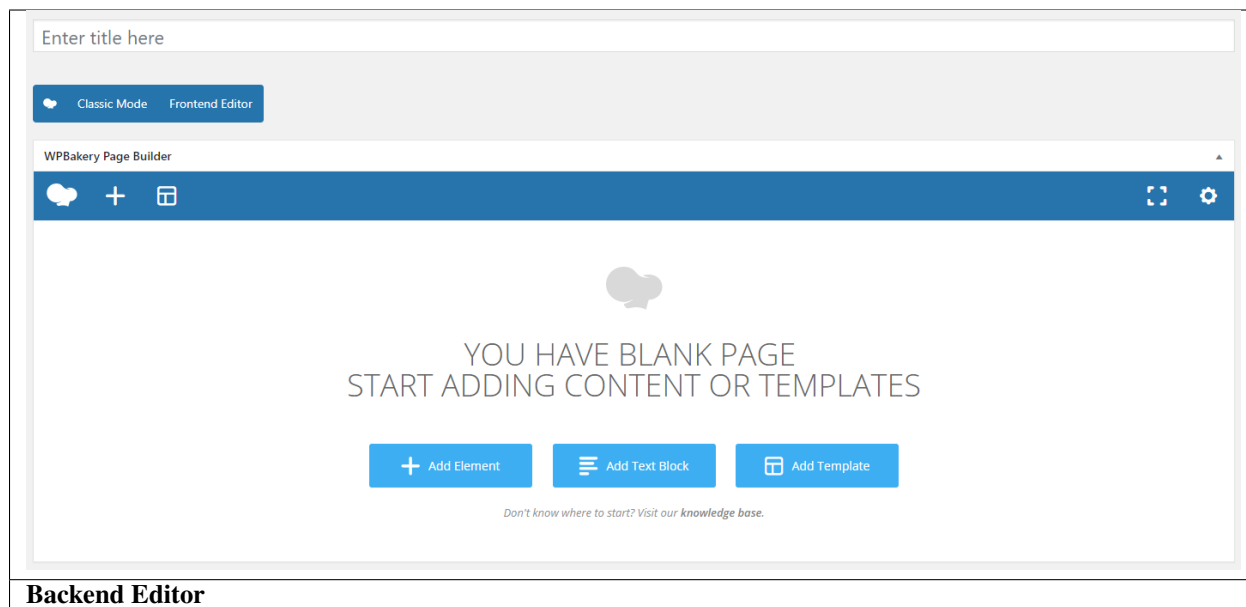 Enter title here
Classic Mode Frontend Editor
WPBakery Page Builder
YOU HAVE BLANK PAGE
START ADDING CONTENT OR TEMPLATES
Add Element Add Text Block Add Template
Don't know where to start? Visit our knowledge base.
Backend Editor